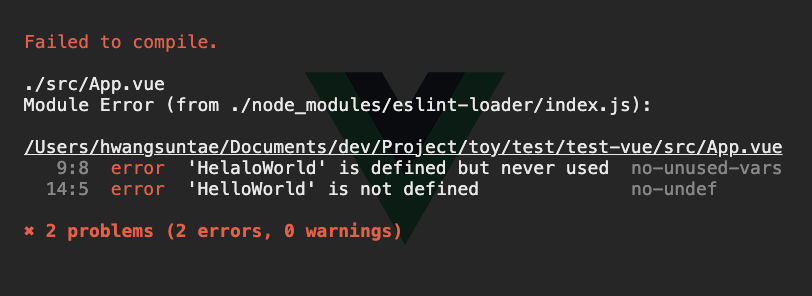 Failed to compile.
./src/App.vue
Module Error (from ./node_modules/eslint-loader/index.js):
/Users/hwangsuntae/Documents/dev/Project/toy/test/test-vue/src/App.vue
9:8 error 'HelaloWorld' is defined but never used no-unused-vars
14:5 error 'HelloWorld' is not defined no-undef
✖ 2 problems (2 errors, 0 warnings)